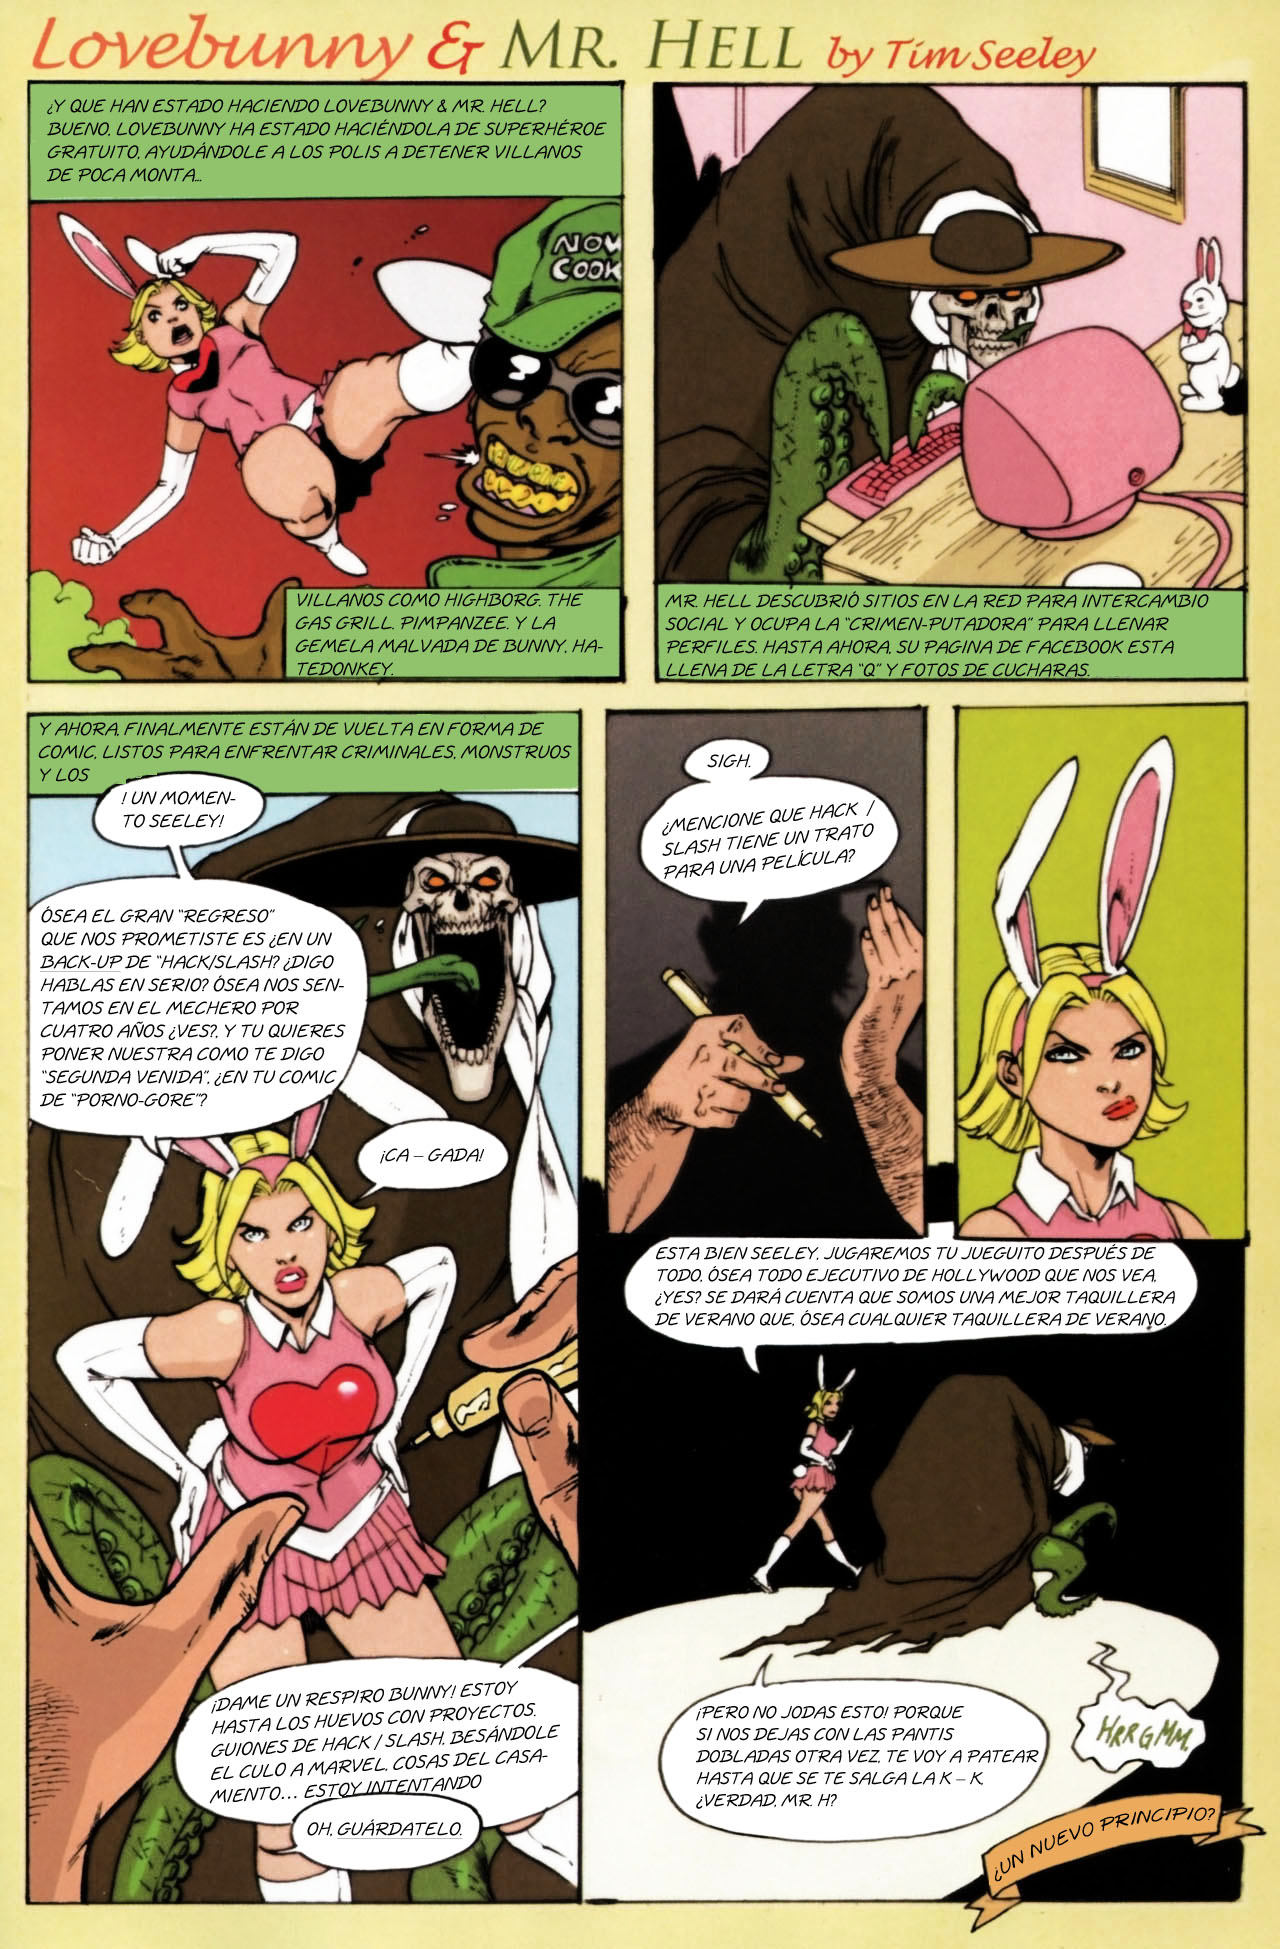 Lovebunny & MR. HELL by Tim Seeley
¿Y QUE HAN ESTADO HACIENDO LOVEBUNNY & MR. HELL?
BUENO, LOVEBUNNY HA ESTADO HACIÉNDOLA DE SUPERHÉROE
GRATUITO, AYUDÁNDOLE A LOS POLIS A DETENER VILLANOS
DE POCA MONTA...
NOW
COOK
VILLANOS COMO HIGHBORG, THE
GAS GRILL, PIMPANZEE, Y LA
GEMELA MALVADA DE BUNNY, HA-
TEDONKEY.
MR. HELL DESCUBRIÓ SITIOS EN LA RED PARA INTERCAMBIO
SOCIAL Y OCUPA LA "CRIMEN-PUTADORA" PARA LLENAR
PERFILES. HASTA AHORA, SU PAGINA DE FACEBOOK ESTA
LLENA DE LA LETRA "Q" Y FOTOS DE CUCHARAS.
Y AHORA, FINALMENTE ESTÁN DE VUELTA EN FORMA DE
COMIC, LISTOS PARA ENFRENTAR CRIMINALES, MONSTRUOS
Y LOS
! UN MOMEN-
TO SEELEY!
ÓSEA EL GRAN "REGRESO"
QUE NOS PROMETISTE ES ¿EN UN
BACK-UP DE "HACK/SLASH? ¿DIGO
HABLAS EN SERIO? ÓSEA NOS SEN-
TAMOS EN EL MECHERO POR
CUATRO AÑOS ¿VES?, Y TU QUIERES
PONER NUESTRA COMO TE DIGO
"SEGUNDA VENIDA", ¿EN TU COMIC
DE "PORNO-GORE"?
¡CA – GADA!
¡DAME UN RESPIRO BUNNY! ESTOY
HASTA LOS HUEVOS CON PROYECTOS,
GUIONES DE HACK / SLASH, BESÁNDOLE
EL CULO A MARVEL, COSAS DEL CASA-
MIENTO... ESTOY INTENTANDO
OH, GUÁRDATELO.
SIGH.
¿MENCIONE QUE HACK /
SLASH TIENE UN TRATO
PARA UNA PELÍCULA?
ESTA BIEN SEELEY, JUGAREMOS TU JUEGUITO DESPUÉS DE
TODO, ÓSEA TODO EJECUTIVO DE HOLLYWOOD QUE NOS VEA,
¿YES? SE DARÁ CUENTA QUE SOMOS UNA MEJOR TAQUILLERA
DE VERANO QUE, ÓSEA CUALQUIER TAQUILLERA DE VERANO.
¡PERO NO JODAS ESTO! PORQUE
SI NOS DEJAS CON LAS PANTIS
DOBLADAS OTRA VEZ, TE VOY A PATEAR
HASTA QUE SE TE SALGA LA K – K,
¿VERDAD, MR. H?
HRRGMM.
¿UN NUEVO PRINCIPIO?